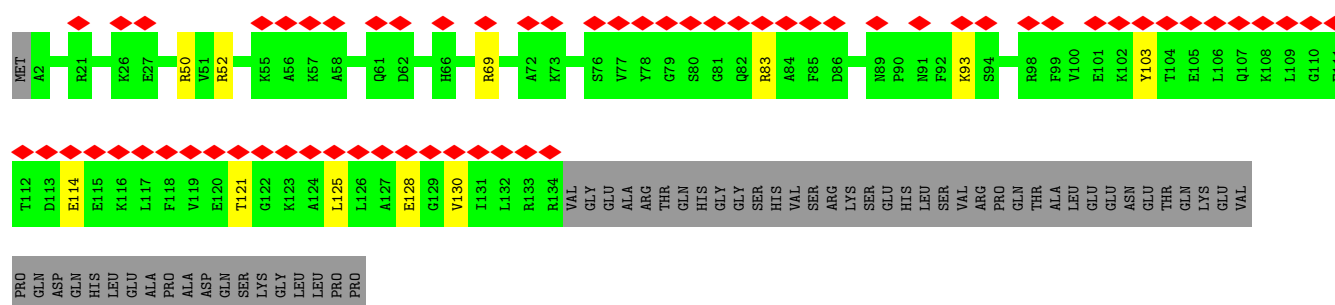 MET A2 R21 K26 E27 R50 V51 R52 K55 A56 K57 A58 Q61 D62 H66 R69 A72 K73 S76 V77 Y78 G79 S80 G81 Q82 R83 A84 F85 D86 N89 P90 N91 F92 K93 S94 R98 F99 V100 E101 K102 Y103 T104 E105 L106 Q107 K108 L109 G110
T112 D113 E114 E115 K116 L117 F118 V119 E120 T121 G122 K123 A124 L125 L126 A127 E128 G129 V130 I131 L132 R133 R134 VAL GLY GLU ALA ARG THR GLN HIS GLY GLY SER HIS VAL SER ARG LYS SER GLU HIS LEU SER VAL ARG PRO GLN THR ALA LEU GLU GLU ASN GLU THR GLN LYS GLU VAL
PRO GLN ASP GLN HIS LEU GLU ALA PRO ALA ASP GLN SER LYS GLY LEU LEU PRO PRO